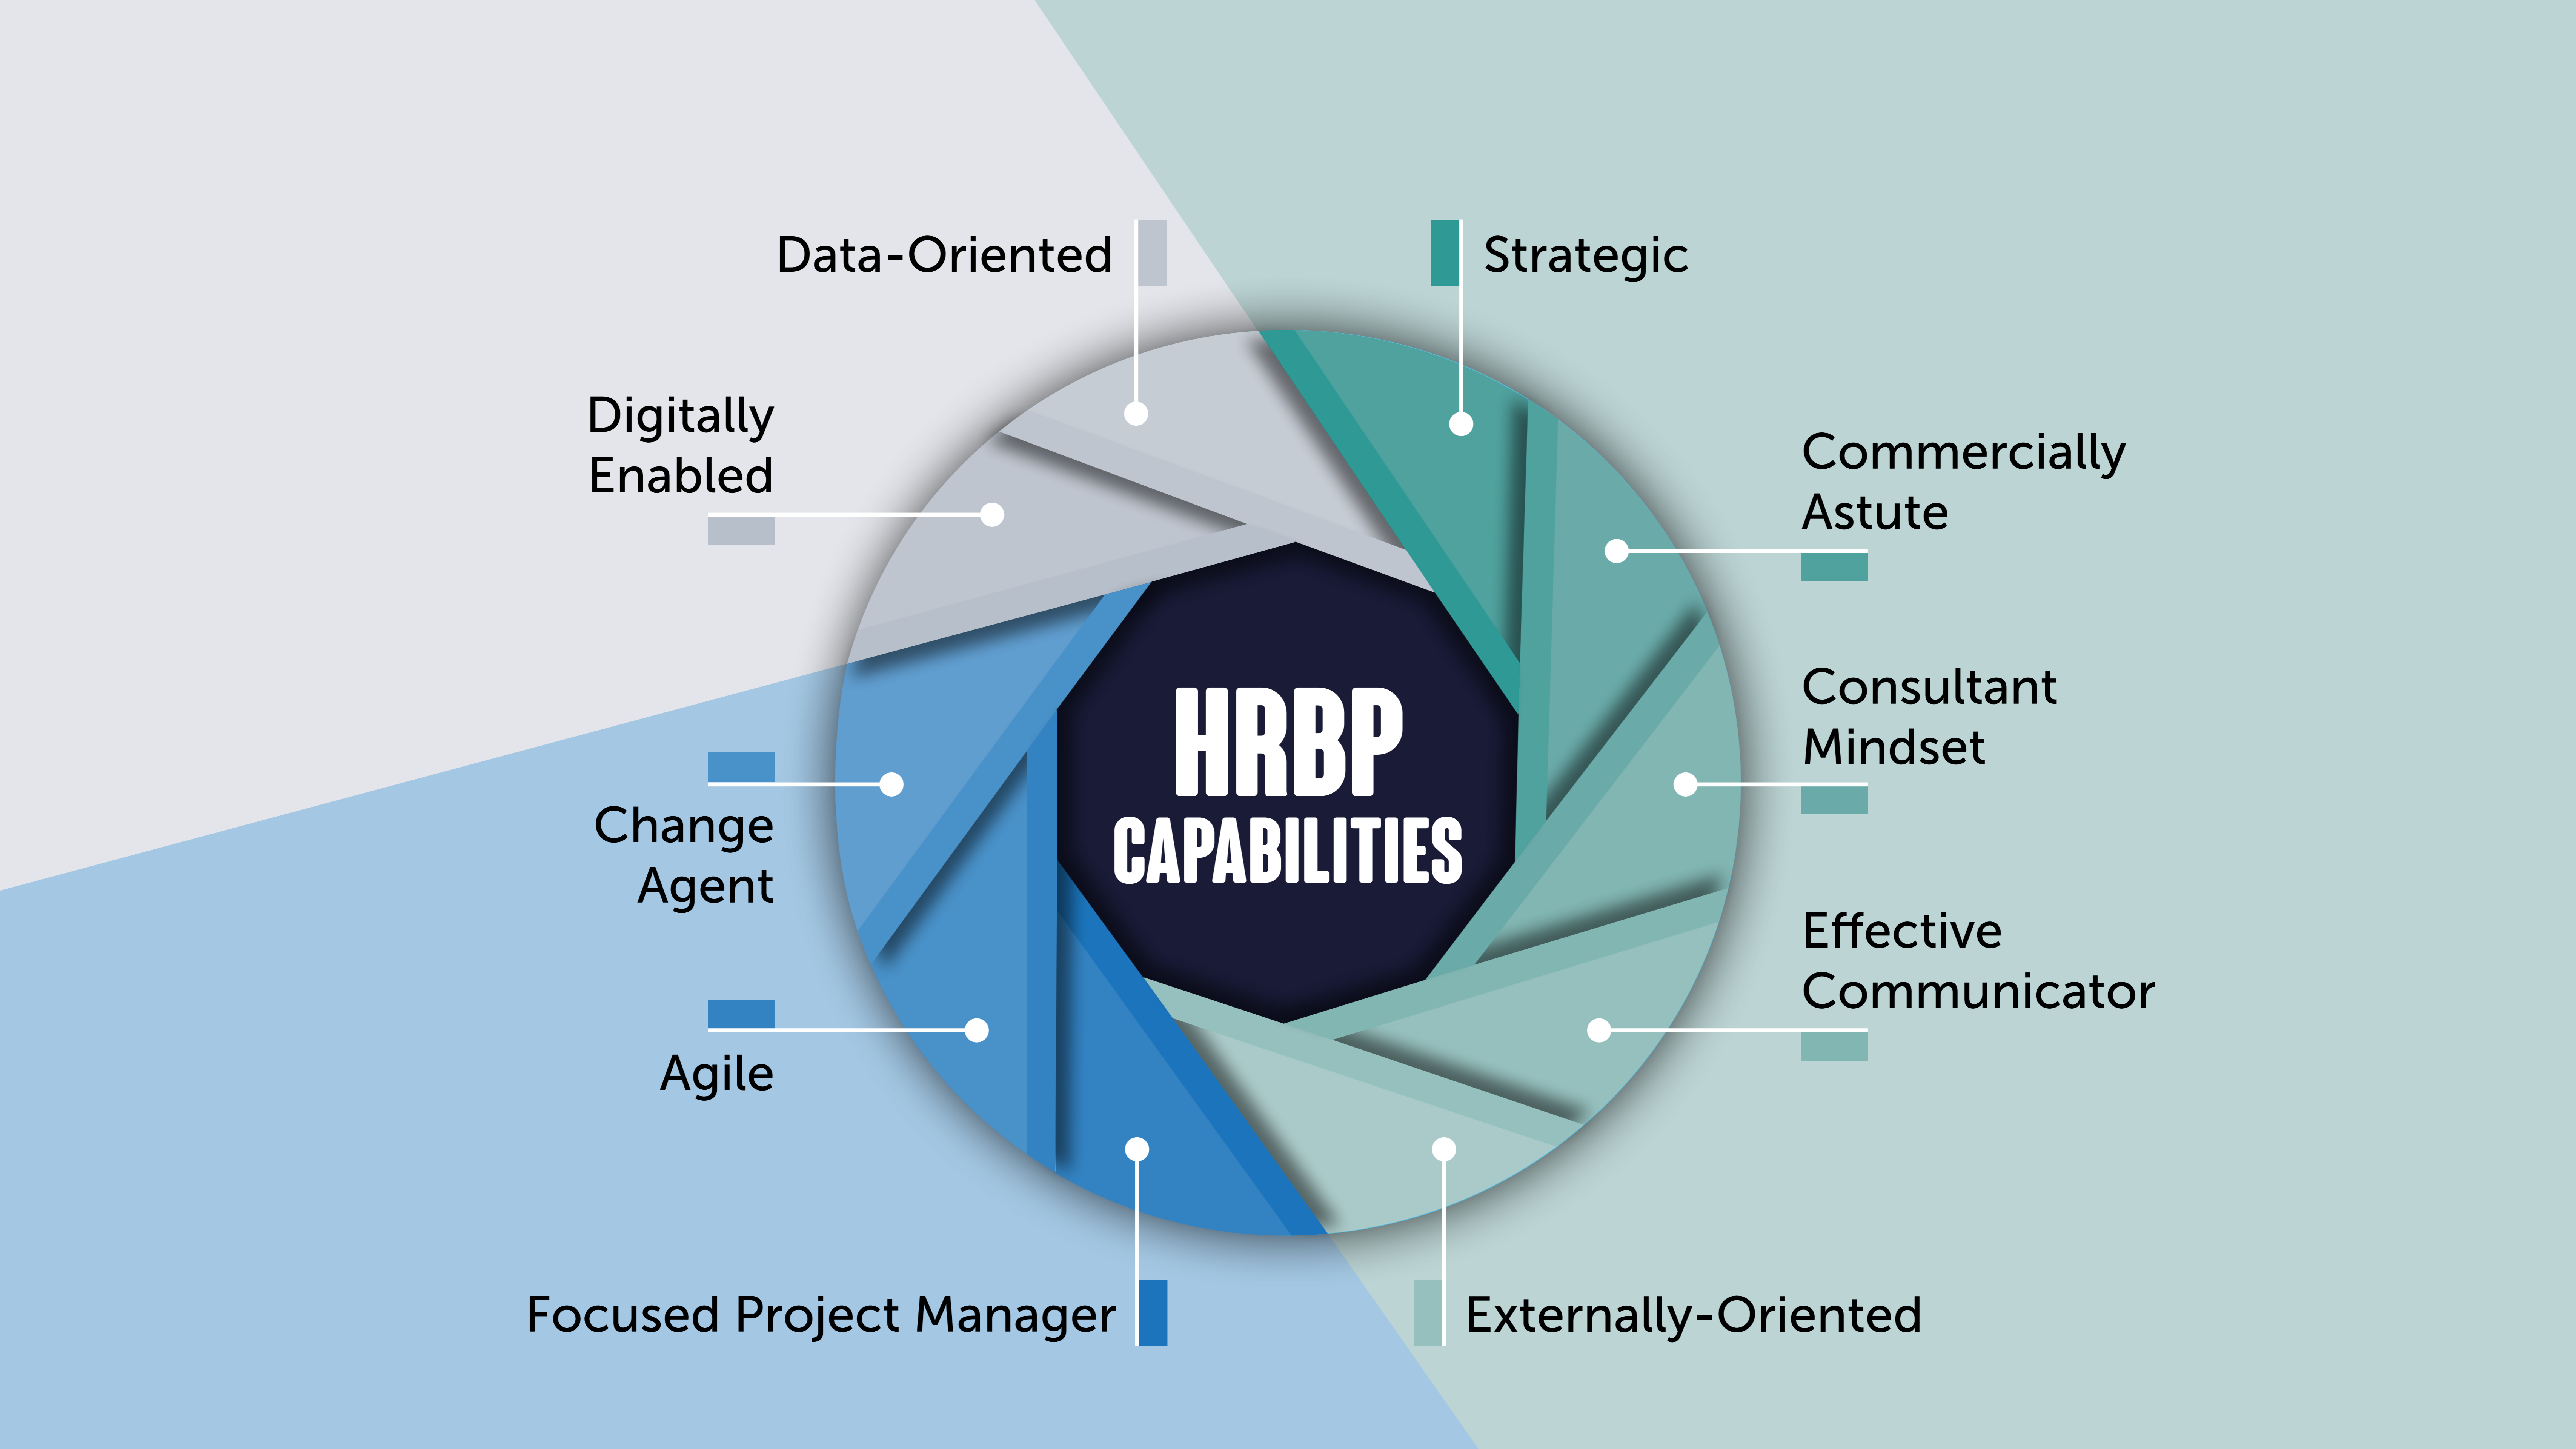 Data-Oriented
Strategic
Digitally
Enabled
Commercially
Astute
Consultant
Mindset
HRBP
CAPABILITIES
Change
Agent
Effective
Communicator
Agile
Focused Project Manager
Externally-Oriented